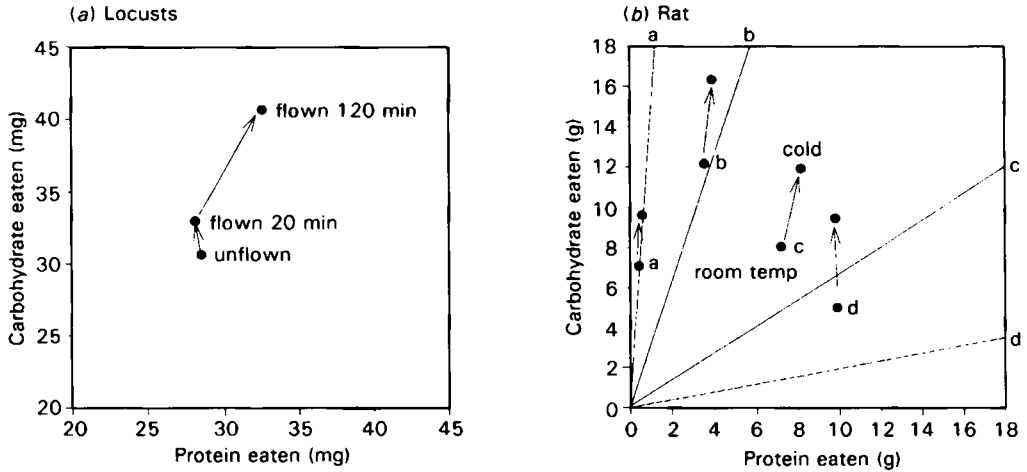 (a) Locusts
45
40
35
30
25
20
Carbohydrate eaten (mg)
flown 120 min
flown 20 min
unflown
20 25 30 35 40 45
Protein eaten (mg)
(b) Rat
a b
18
16
14
12
10
8
6
4
2
0
Carbohydrate eaten (g)
b
cold
c
c
a
room temp
d
d
0 2 4 6 8 10 12 14 16 18
Protein eaten (g)